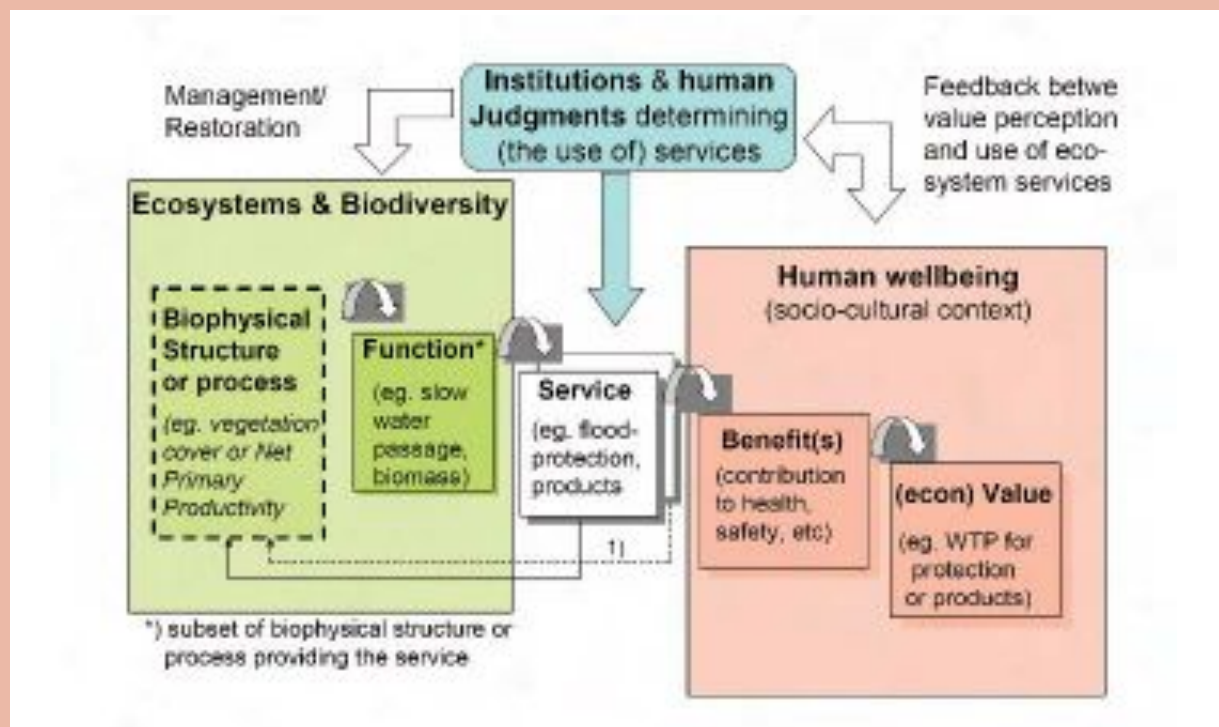 Management/
Restoration
Institutions & human
Judgments determining
(the use of) services
Feedback betwe
value perception
and use of eco-
system services
Ecosystems & Biodiversity
Biophysical
Structure
or process
(eg. vegetation
cover or Net
Primary
Productivity
Function*
(eg. slow
water
passage,
biomass)
Service
(eg. flood-
protection,
products
Human wellbeing
(socio-cultural context)
Benefit(s)
(contribution
to health,
safety, etc)
(econ) Value
(eg. WTP for
protection
or products)
1)
*) subset of biophysical structure or
process providing the service